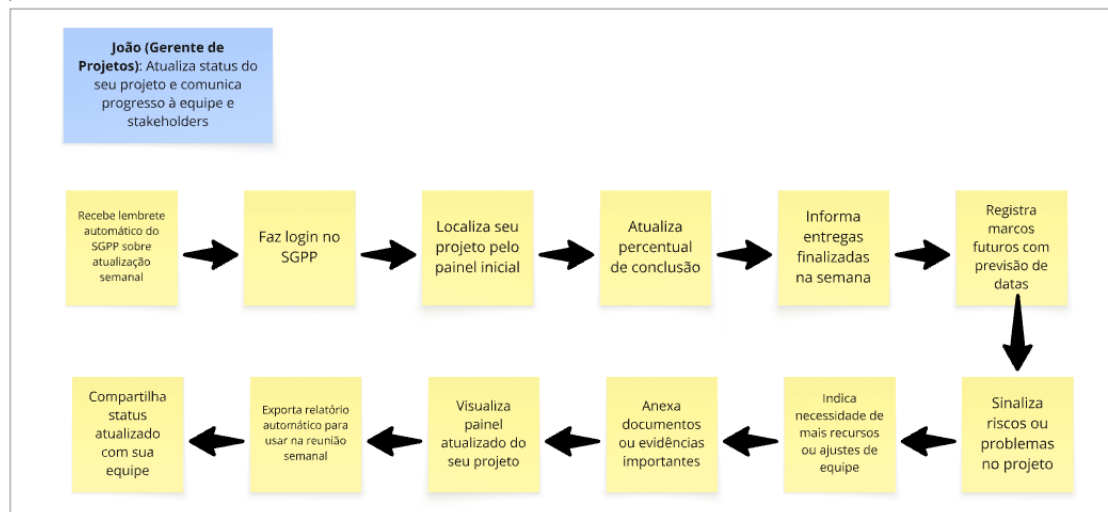 João (Gerente de
Projetos): Atualiza status do
seu projeto e comunica
progresso à equipe e
stakeholders
Recebe lembrete
automático do
SGPP sobre
atualização
semanal
Faz login no
SGPP
Localiza seu
projeto pelo
painel inicial
Atualiza
percentual
de conclusão
Informa
entregas
finalizadas
na semana
Registra
marcos
futuros com
previsão de
datas
Sinaliza
riscos ou
problemas
no projeto
Indica
necessidade de
mais recursos
ou ajustes de
equipe
Anexa
documentos
ou evidências
importantes
Visualiza
painel
atualizado do
seu projeto
Exporta relatório
automático para
usar na reunião
semanal
Compartilha
status
atualizado
com sua
equipe